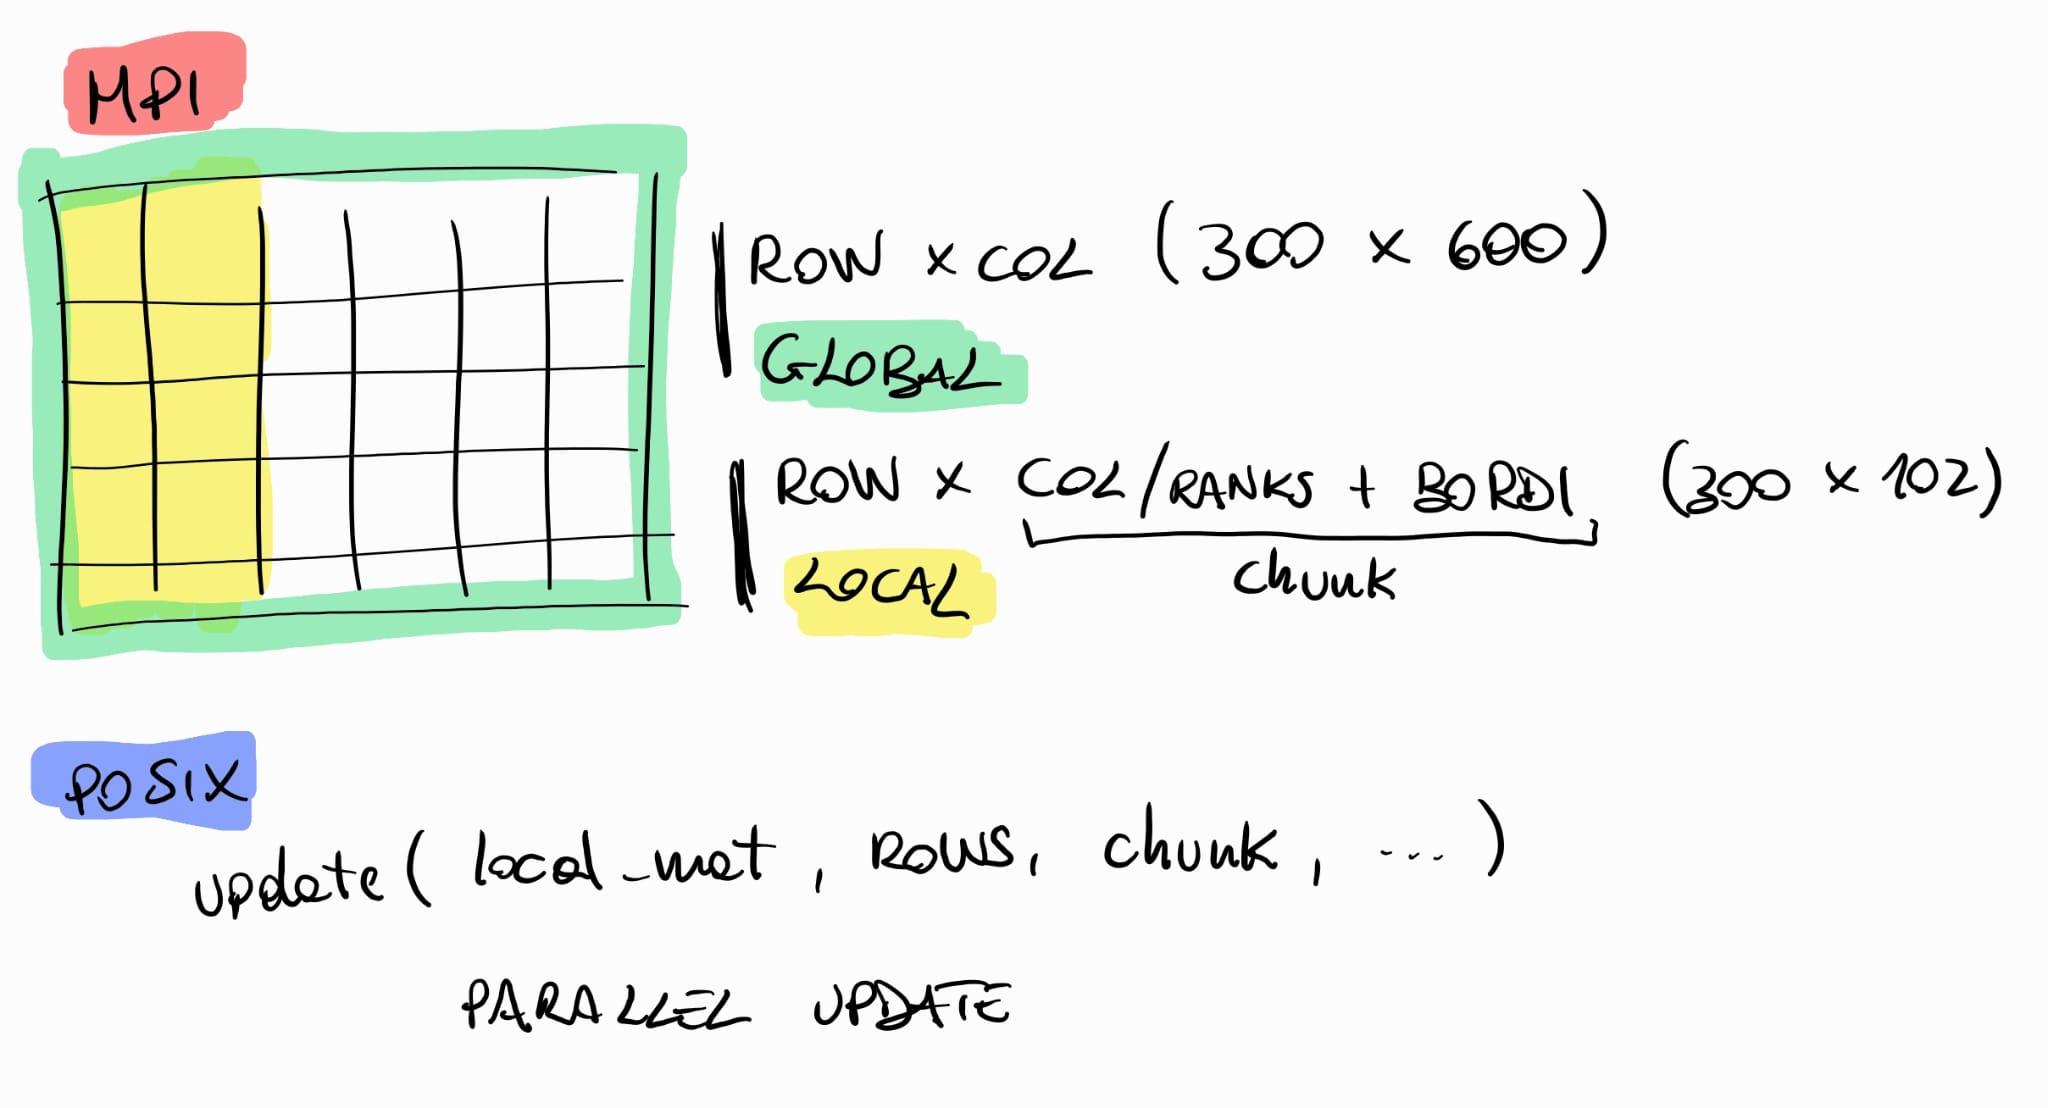 MPI
ROW x COL (300 x 600)
GLOBAL
ROW x COL/RANKS + BORDI (300 x 102)
chunk
LOCAL
POSIX
update( local_mat, ROWS, chunk, ... )
PARALLEL UPDATE